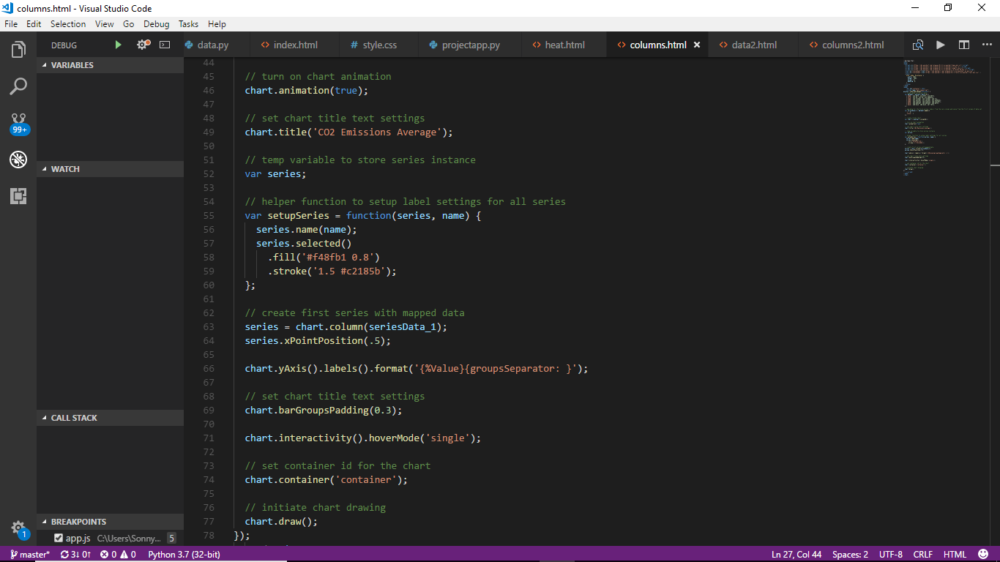 columns.html - Visual Studio Code
File Edit Selection View Go Debug Tasks Help
DEBUG
data.py index.html # style.css projectapp.py heat.html columns.html data2.html columns2.html
VARIABLES
WATCH
CALL STACK
BREAKPOINTS
app.js C:\Users\Sonny... 5
99+
1
44
45 // turn on chart animation
46 chart.animation(true);
47
48 // set chart title text settings
49 chart.title('CO2 Emissions Average');
50
51 // temp variable to store series instance
52 var series;
53
54 // helper function to setup label settings for all series
55 var setupSeries = function(series, name) {
56 series.name(name);
57 series.selected()
58 .fill('#f48fb1 0.8')
59 .stroke('1.5 #c2185b');
60 };
61
62 // create first series with mapped data
63 series = chart.column(seriesData_1);
64 series.xPointPosition(.5);
65
66 chart.yAxis().labels().format('{%Value}{groupsSeparator: }');
67
68 // set chart title text settings
69 chart.barGroupsPadding(0.3);
70
71 chart.interactivity().hoverMode('single');
72
73 // set container id for the chart
74 chart.container('container');
75
76 // initiate chart drawing
77 chart.draw();
78 });
master* 3↓ 0↑ 0 0 Python 3.7 (32-bit) Ln 27, Col 44 Spaces: 2 UTF-8 CRLF HTML